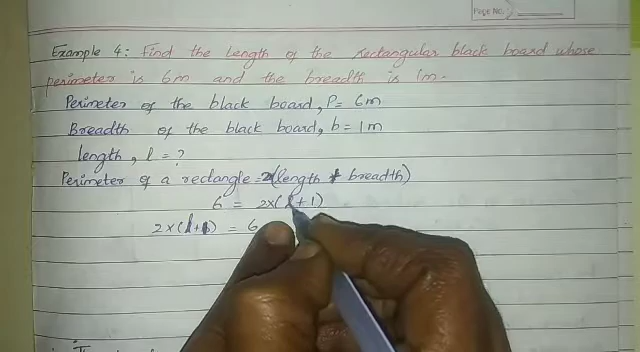 Page No.
Example 4: Find the length of the rectangular black board whose
perimeter is 6m and the breadth is 1m.
Perimeter of the black board, P = 6m
Breadth of the black board, b = 1m
length, l = ?
Perimeter of a rectangle = 2(length + breadth)
6 = 2×(l+1)
2×(l+1) = 6